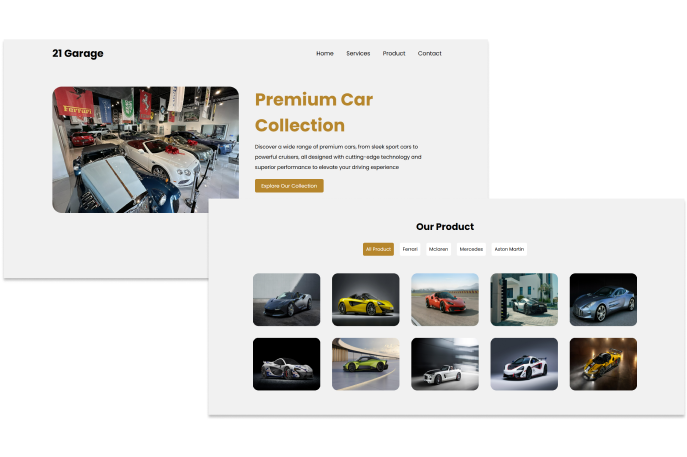 21 Garage
Home Services Product Contact
Ferrari
Premium Car
Collection
Discover a wide range of premium cars, from sleek sport cars to
powerful cruisers, all designed with cutting-edge technology and
superior performance to elevate your driving experience
Explore Our Collection
Our Product
All Product Ferrari Mclaren Mercedes Aston Martin